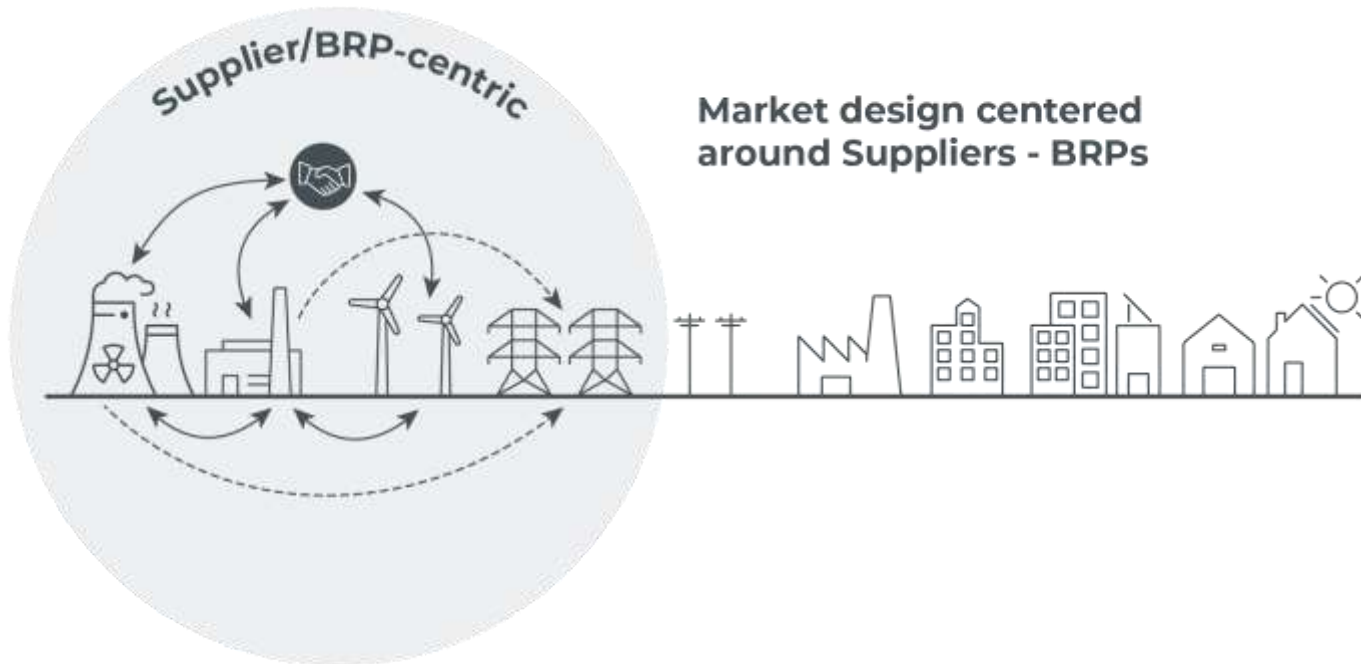 Supplier/BRP-centric
Market design centered
around Suppliers - BRPs